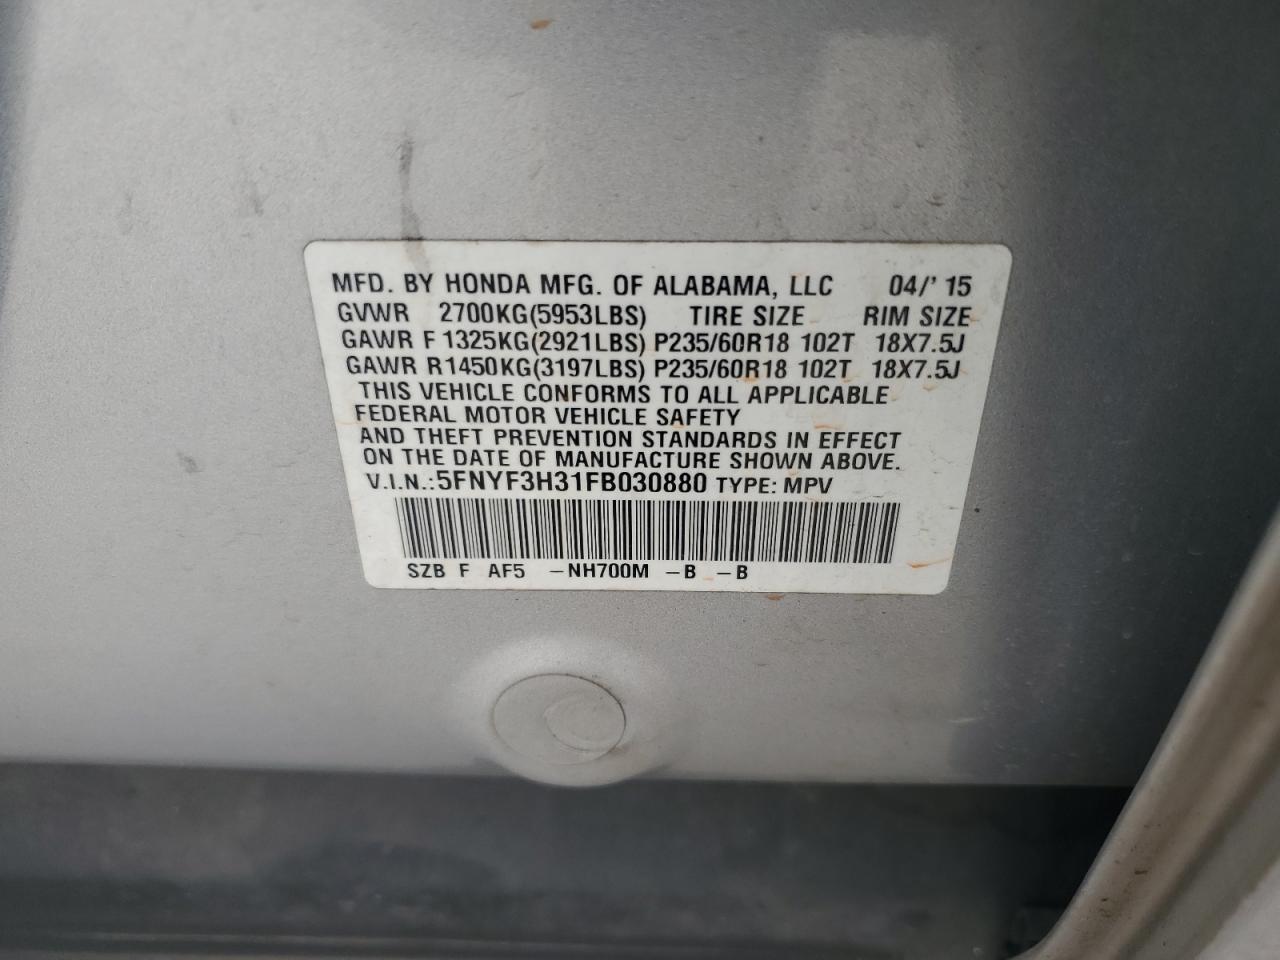 MFD. BY HONDA MFG. OF ALABAMA, LLC 04/'15
GVWR 2700KG(5953LBS) TIRE SIZE RIM SIZE
GAWR F 1325KG(2921LBS) P235/60R18 102T 18X7.5J
GAWR R1450KG(3197LBS) P235/60R18 102T 18X7.5J
THIS VEHICLE CONFORMS TO ALL APPLICABLE
FEDERAL MOTOR VEHICLE SAFETY
AND THEFT PREVENTION STANDARDS IN EFFECT
ON THE DATE OF MANUFACTURE SHOWN ABOVE.
V.I.N.:5FNYF3H31FB030880 TYPE: MPV
SZB F AF5 -NH700M -B -B